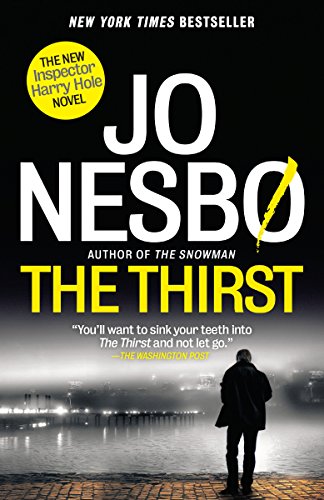 NEW YORK TIMES BESTSELLER
THE NEW
Inspector
Harry Hole
NOVEL
JO
NESBØ
AUTHOR OF THE SNOWMAN
THE THIRST
“You’ll want to sink your teeth into
The Thirst and not let go.”
—THE WASHINGTON POST